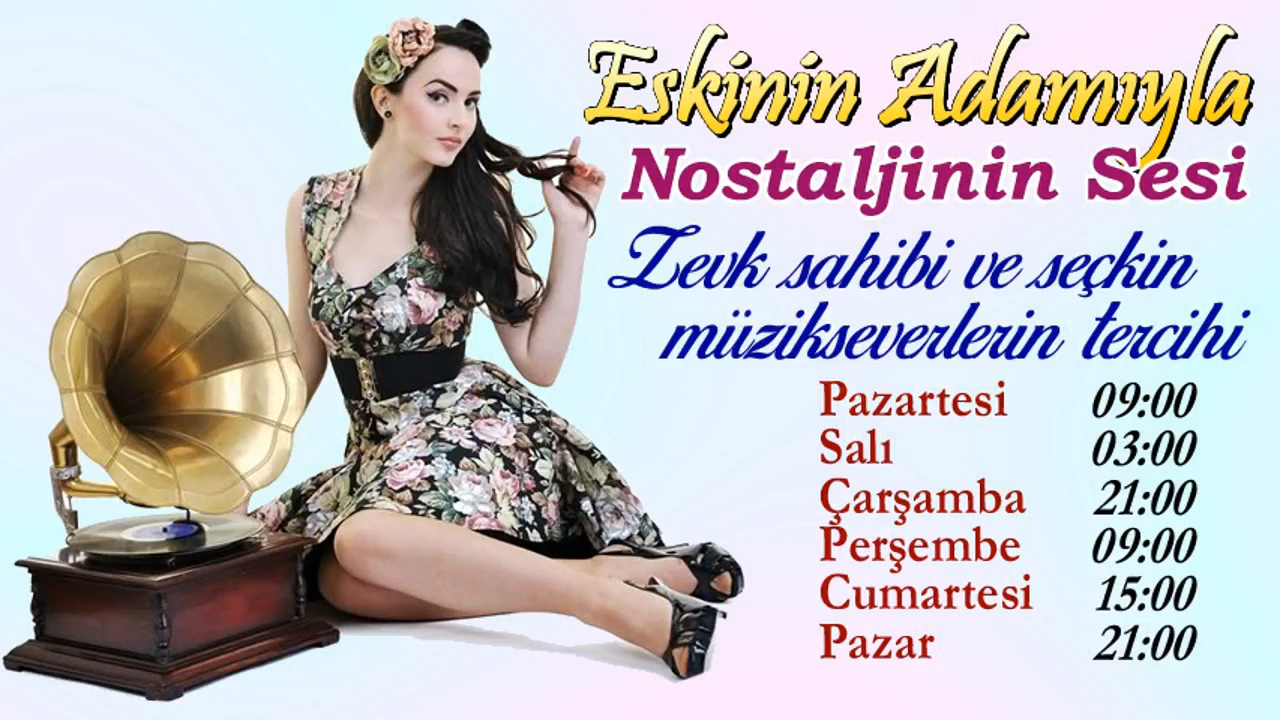 Eskinin Adamıyla
Nostaljinin Sesi
Zevk sahibi ve seçkin
müzikseverlerin tercihi
Pazartesi 09:00
Salı 03:00
Çarşamba 21:00
Perşembe 09:00
Cumartesi 15:00
Pazar 21:00